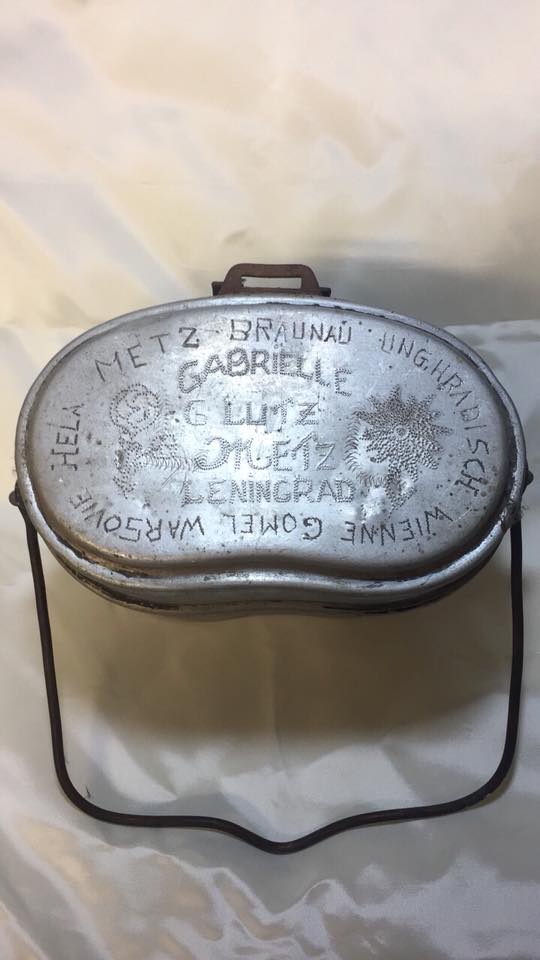 METZ - BRAUNAU UNGHRADISCH. WIENNE GOMEL WARSOVIE HELA
GABRIELLE
G LUTZ
METZ
LENINGRAD